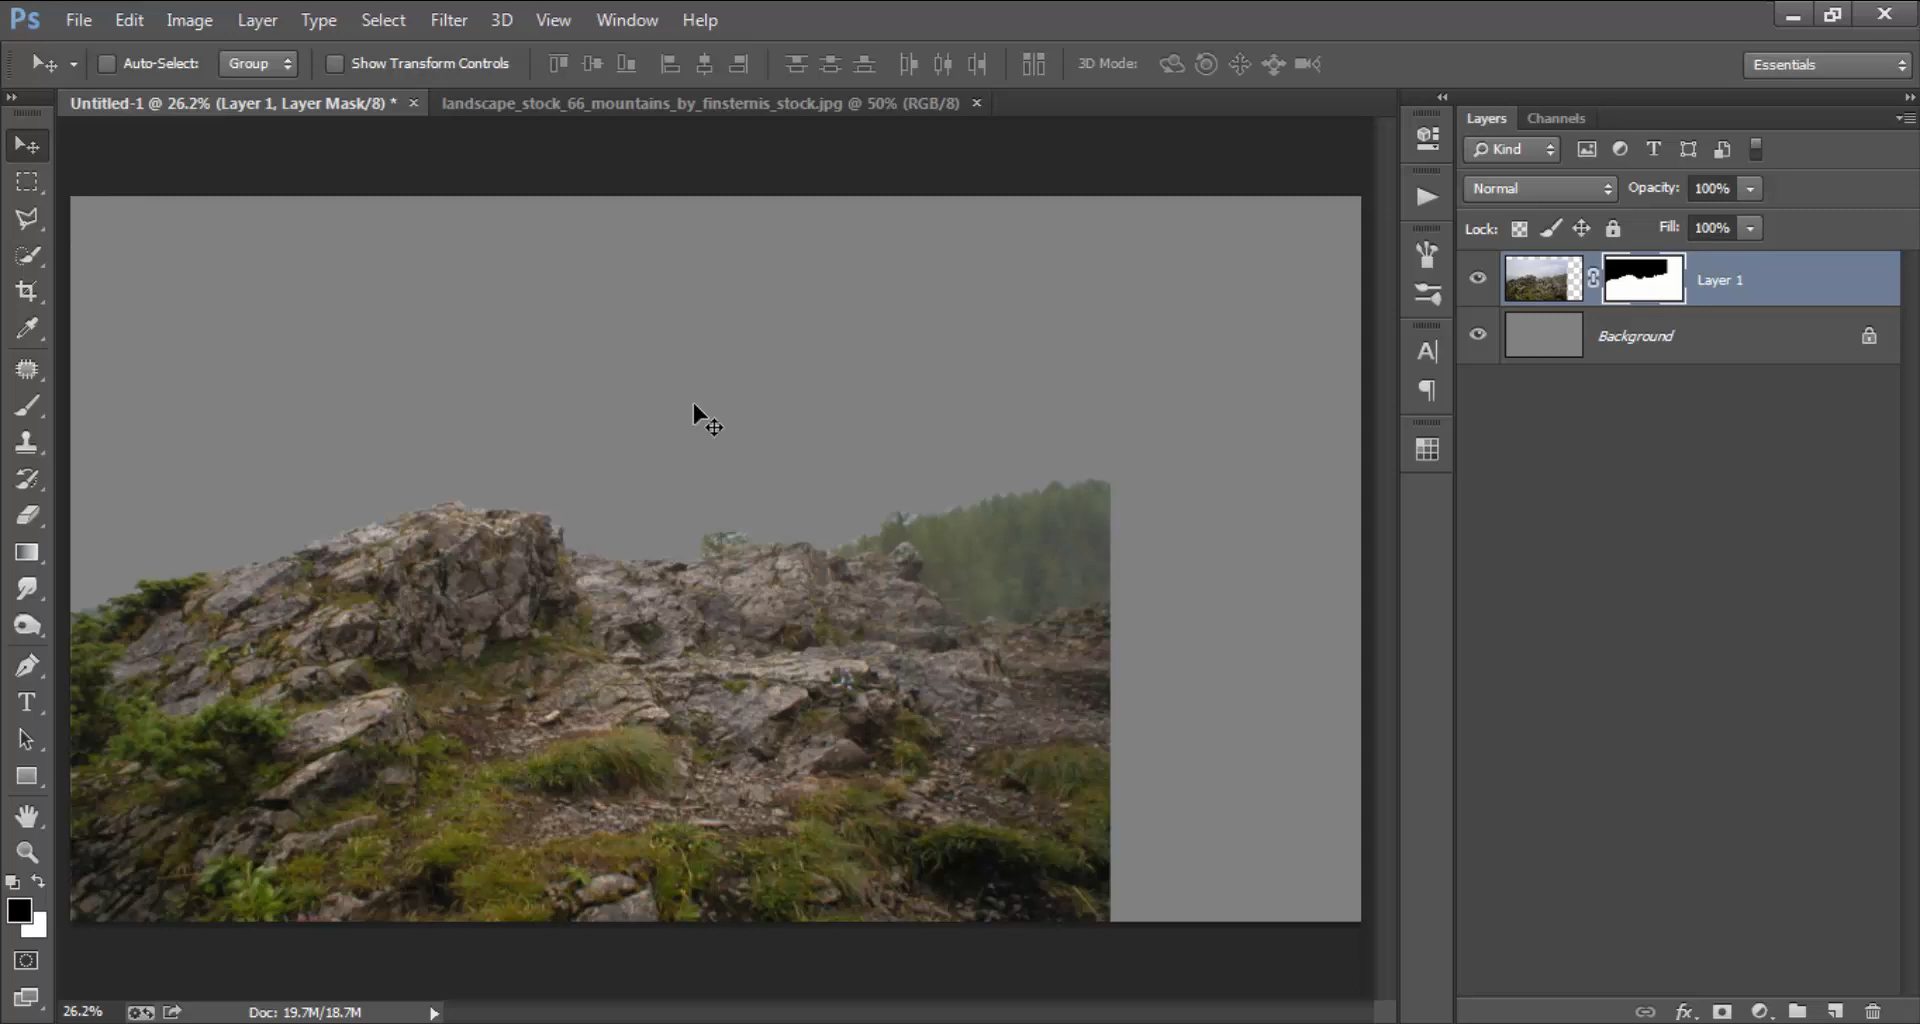 Ps File Edit Image Layer Type Select Filter 3D View Window Help
Auto-Select: Group Show Transform Controls 3D Mode: Essentials
Untitled-1 @ 26.2% (Layer 1, Layer Mask/8) * × landscape_stock_66_mountains_by_finsternis_stock.jpg @ 50% (RGB/8) ×
Layers Channels
Kind
Normal Opacity: 100%
Lock: Fill: 100%
Layer 1
Background
26.2% Doc: 19.7M/18.7M